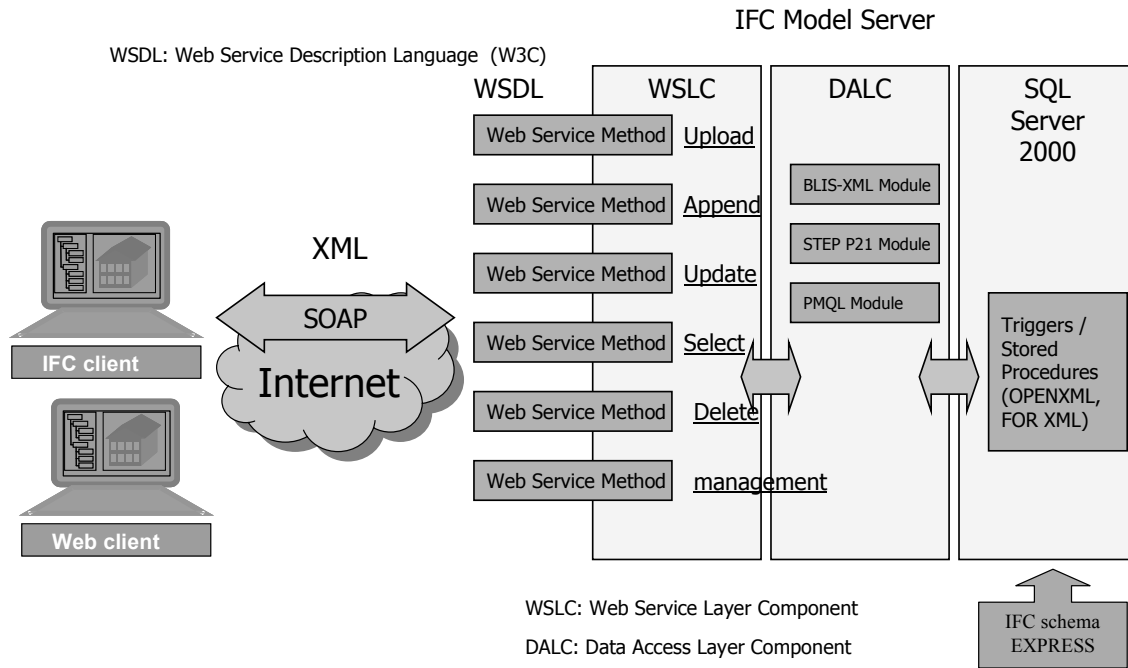 IFC Model Server
WSDL: Web Service Description Language (W3C)
WSDL
WSLC
DALC
SQL
Server
2000
Web Service Method
Upload
Web Service Method
Append
Web Service Method
Update
Web Service Method
Select
Web Service Method
Delete
Web Service Method
management
BLIS-XML Module
STEP P21 Module
PMQL Module
Triggers /
Stored
Procedures
(OPENXML,
FOR XML)
XML
SOAP
Internet
IFC client
Web client
WSLC: Web Service Layer Component
DALC: Data Access Layer Component
IFC schema
EXPRESS